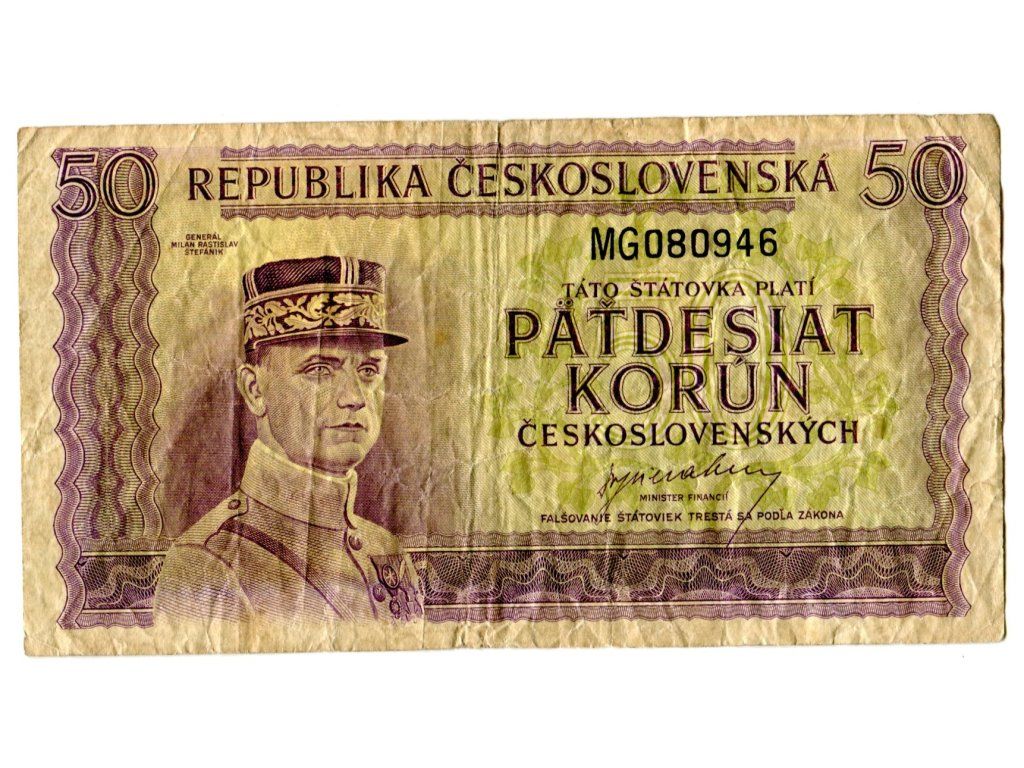 50 REPUBLIKA ČESKOSLOVENSKÁ 50
GENERÁL
MILAN RASTISLAV
ŠTEFÁNIK
MG080946
TÁTO ŠTÁTOVKA PLATÍ
PÄŤDESIAT
KORÚN
ČESKOSLOVENSKÝCH
MINISTER FINANCIÍ
FALŠOVANIE ŠTÁTOVIEK TRESTÁ SA PODĽA ZÁKONA